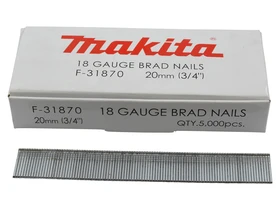 makita
18 GAUGE BRAD NAILS
F-31870 20mm (3/4")
F-31870
20mm (3/4")
18 GAUGE BRAD NAILS
QTY.5,000pcs.